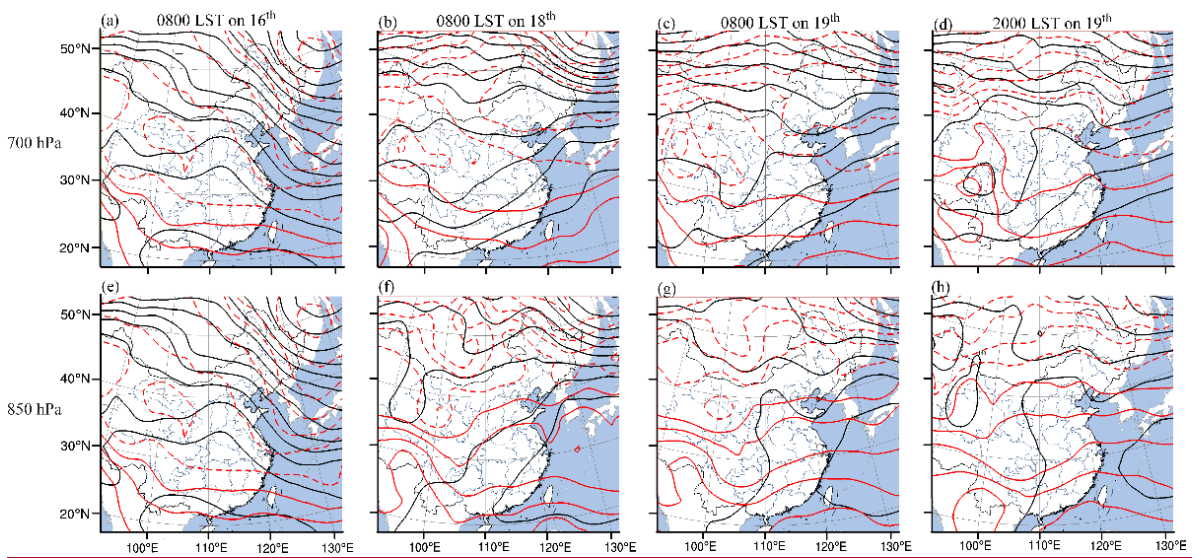 (a) 0800 LST on 16th (b) 0800 LST on 18th (c) 0800 LST on 19th (d) 2000 LST on 19th
50°N
40°N
700 hPa
30°N
20°N
(e) (f) (g) (h)
50°N
40°N
850 hPa
30°N
20°N
100°E 110°E 120°E 130°E 100°E 110°E 120°E 130°E 100°E 110°E 120°E 130°E 100°E 110°E 120°E 130°E